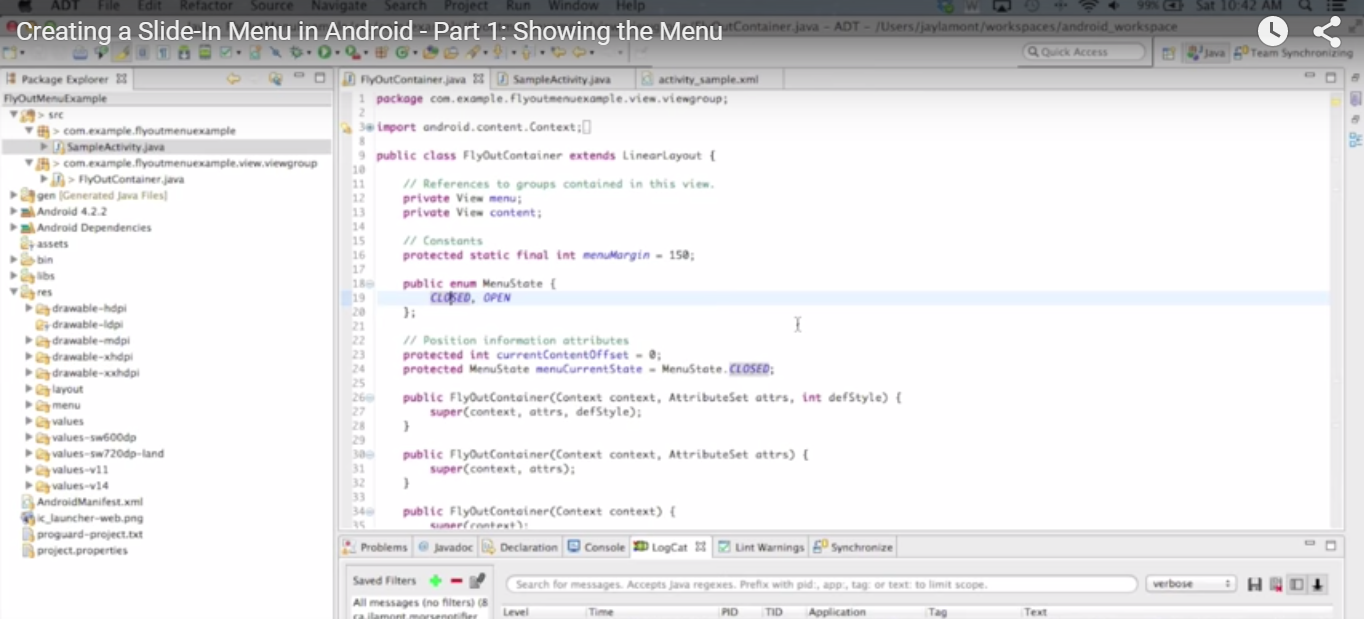 ADT File Edit Refactor Source Navigate Search Project Run Window Help 99% Sat 10:42 AM
Creating a Slide-In Menu in Android - Part 1: Showing the Menu
/FlyOutContainer.java – ADT – /Users/jaylamont/workspaces/android_workspace
Quick Access Java Team Synchronizing
Package Explorer
FlyOutContainer.java SampleActivity.java activity_sample.xml
FlyOutMenuExample
> src
> com.example.flyoutmenuexample
SampleActivity.java
> com.example.flyoutmenuexample.view.viewgroup
> FlyOutContainer.java
gen [Generated Java Files]
Android 4.2.2
Android Dependencies
assets
bin
libs
res
drawable-hdpi
drawable-ldpi
drawable-mdpi
drawable-xhdpi
drawable-xxhdpi
layout
menu
values
values-sw600dp
values-sw720dp-land
values-v11
values-v14
AndroidManifest.xml
ic_launcher-web.png
proguard-project.txt
project.properties
1 package com.example.flyoutmenuexample.view.viewgroup;
2
3 import android.content.Context;
8
9 public class FlyOutContainer extends LinearLayout {
10
11 // References to groups contained in this view.
12 private View menu;
13 private View content;
14
15 // Constants
16 protected static final int menuMargin = 150;
17
18 public enum MenuState {
19 CLOSED, OPEN
20 };
21
22 // Position information attributes
23 protected int currentContentOffset = 0;
24 protected MenuState menuCurrentState = MenuState.CLOSED;
25
26 public FlyOutContainer(Context context, AttributeSet attrs, int defStyle) {
27 super(context, attrs, defStyle);
28 }
29
30 public FlyOutContainer(Context context, AttributeSet attrs) {
31 super(context, attrs);
32 }
33
34 public FlyOutContainer(Context context) {
35 super(context);
Problems Javadoc Declaration Console LogCat Lint Warnings Synchronize
Saved Filters
Search for messages. Accepts Java regexes. Prefix with pid:, app:, tag: or text: to limit scope.
verbose
All messages (no filters) (8
ca.jlamont.morsenotifier
Level Time PID TID Application Tag Text